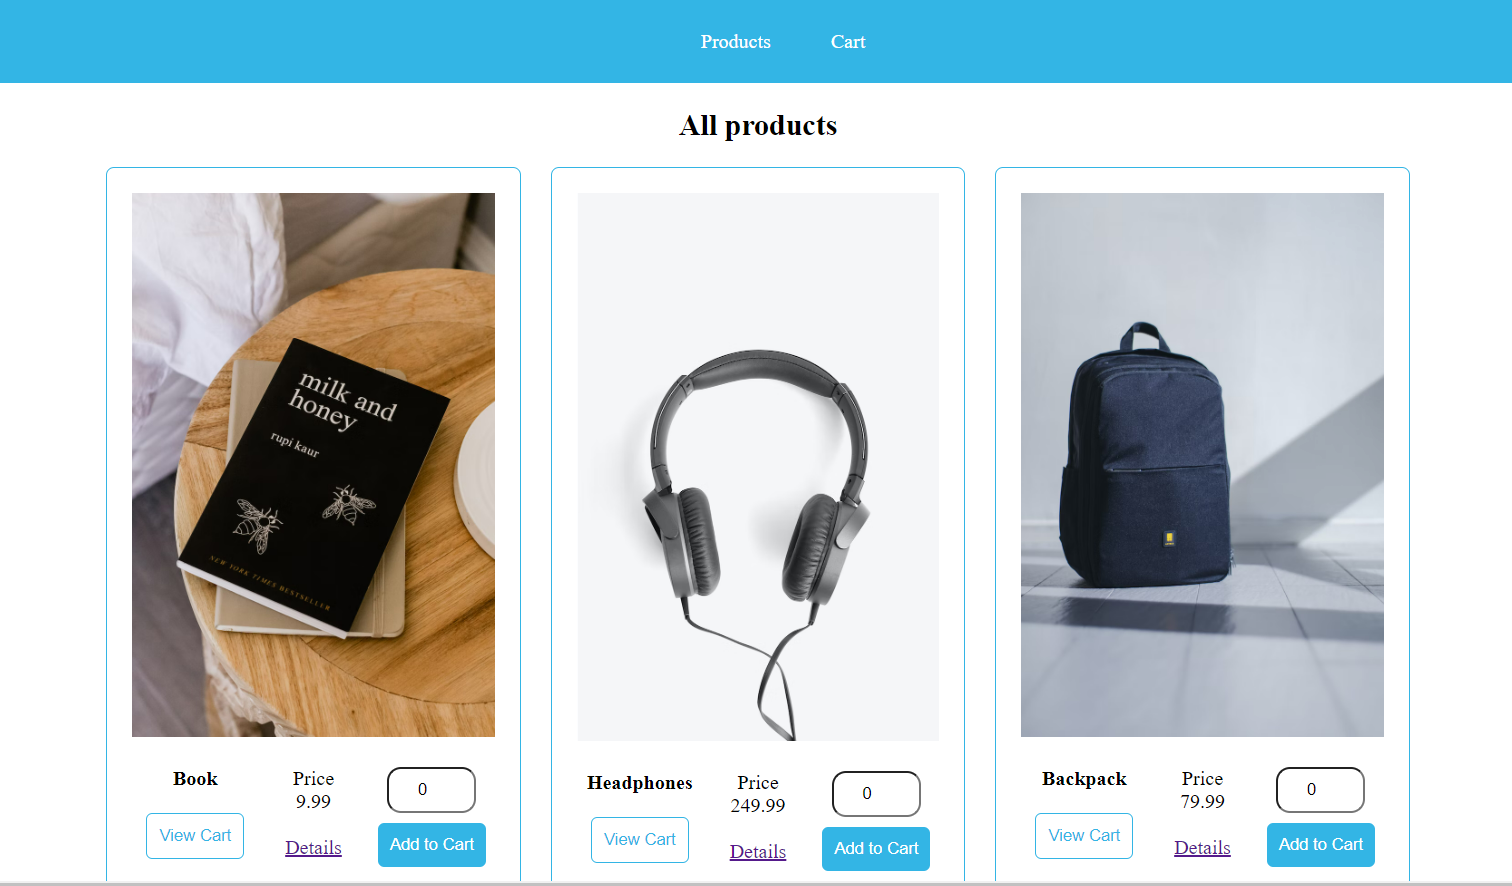 Products Cart
All products
milk and
honey
rupi kaur
NEW YORK TIMES BESTSELLER
Book
Price
9.99
0
View Cart
Details
Add to Cart
Headphones
Price
249.99
0
View Cart
Details
Add to Cart
Backpack
Price
79.99
0
View Cart
Details
Add to Cart